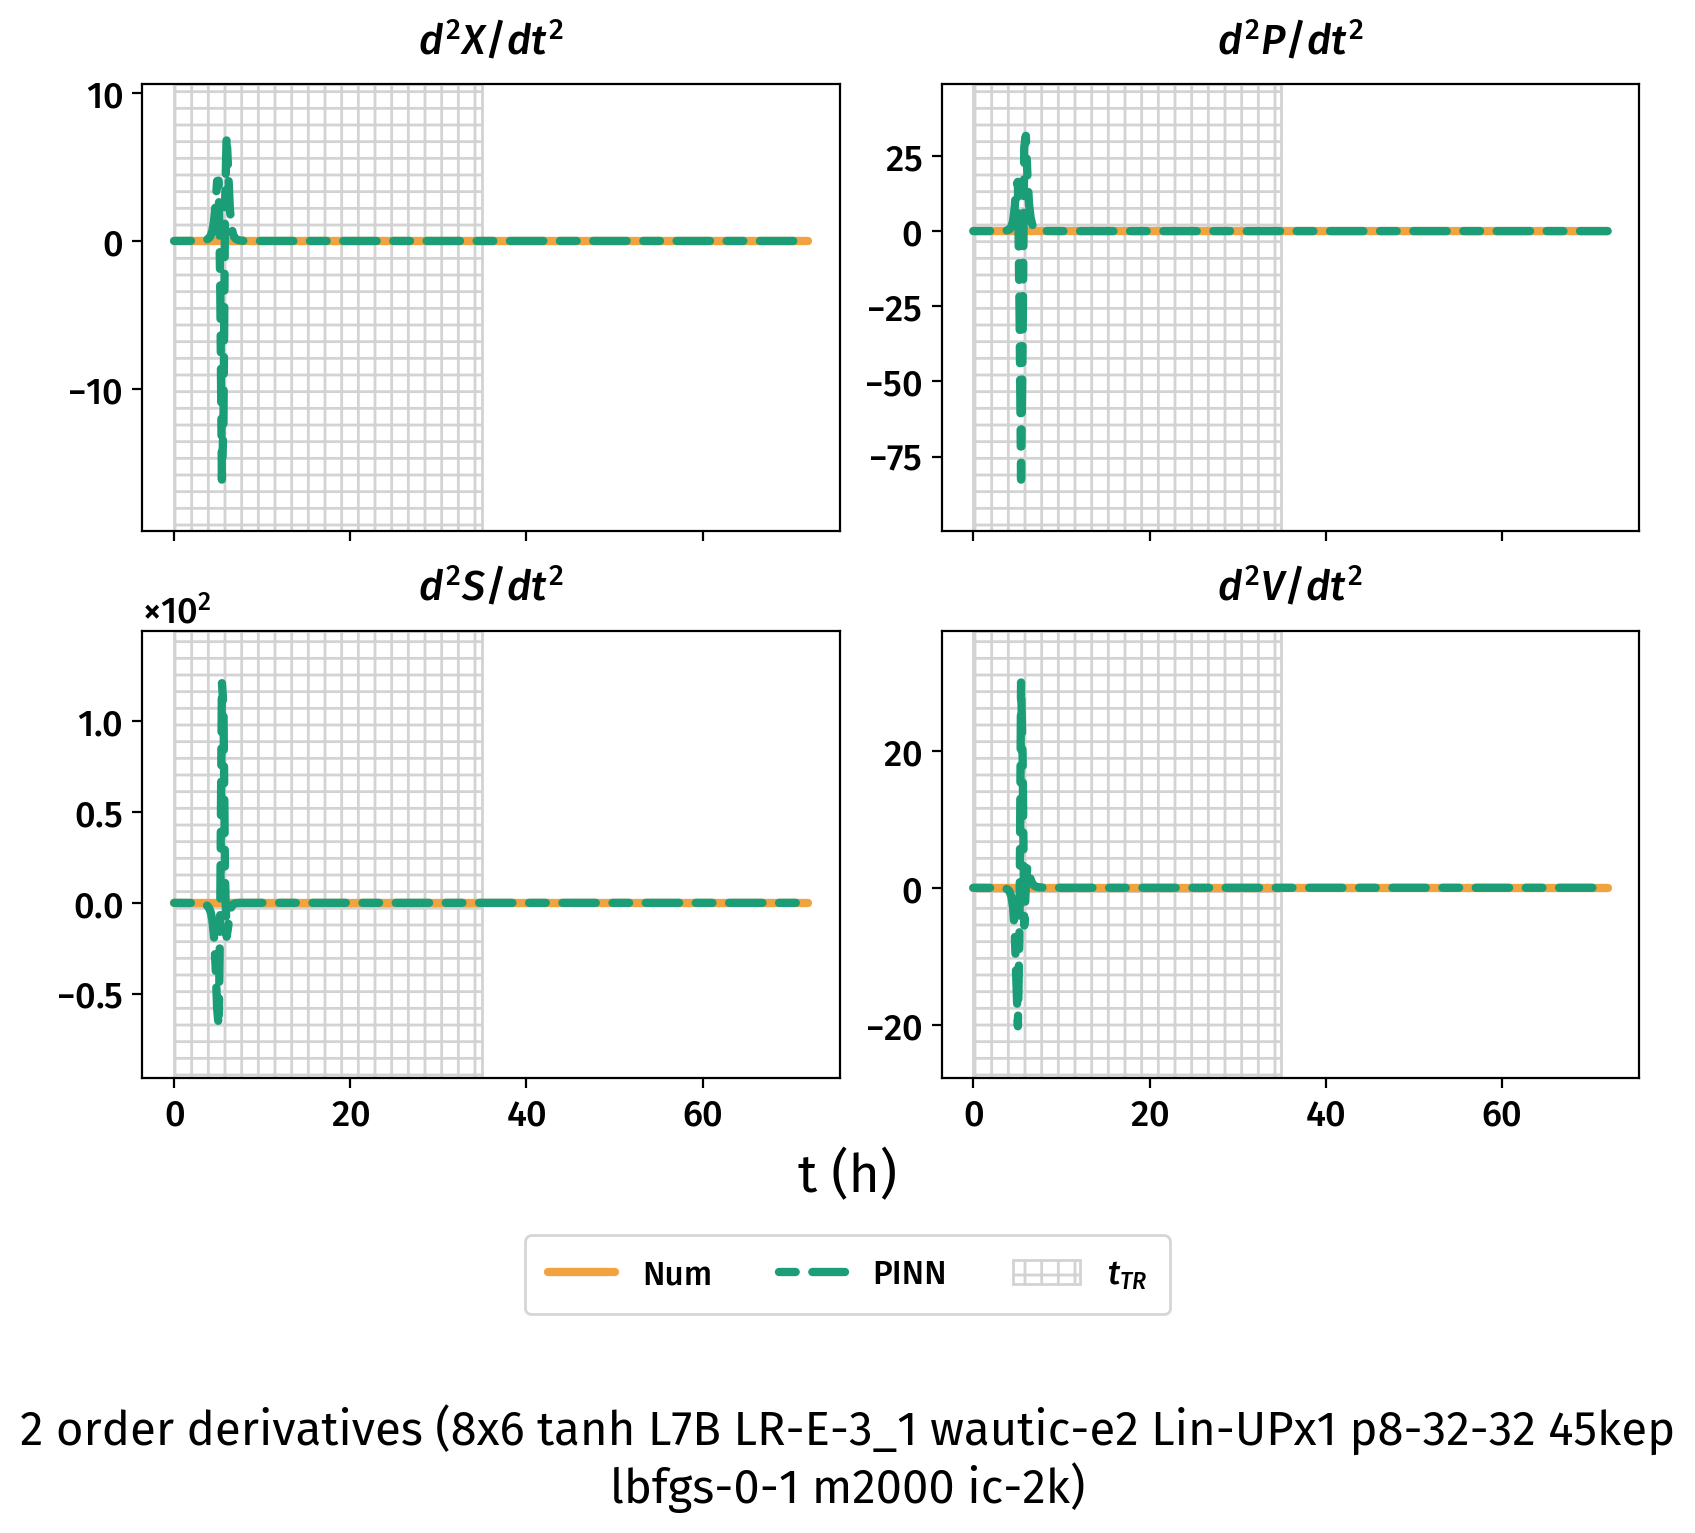 d²X/dt²
10
0
−10
d²P/dt²
25
0
−25
−50
−75
d²S/dt²
×10²
1.0
0.5
0.0
−0.5
0 20 40 60
d²V/dt²
20
0
−20
0 20 40 60
t (h)
Num PINN t_TR
2 order derivatives (8x6 tanh L7B LR-E-3_1 wautic-e2 Lin-UPx1 p8-32-32 45kep
lbfgs-0-1 m2000 ic-2k)